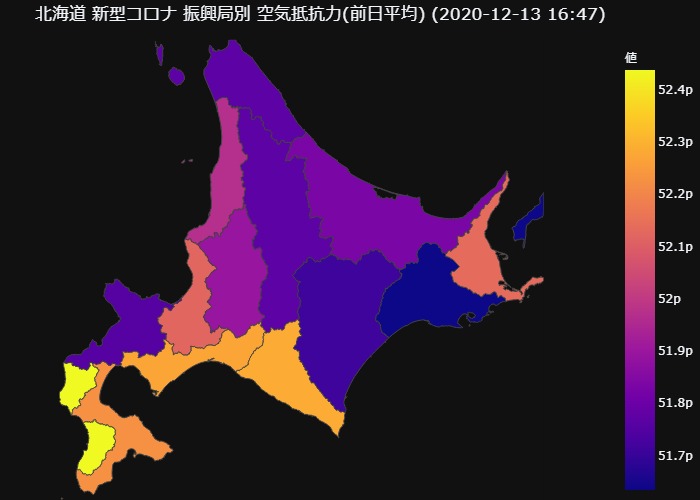 北海道 新型コロナ 振興局別 空気抵抗力(前日平均) (2020-12-13 16:47)
値
52.4p
52.3p
52.2p
52.1p
52p
51.9p
51.8p
51.7p